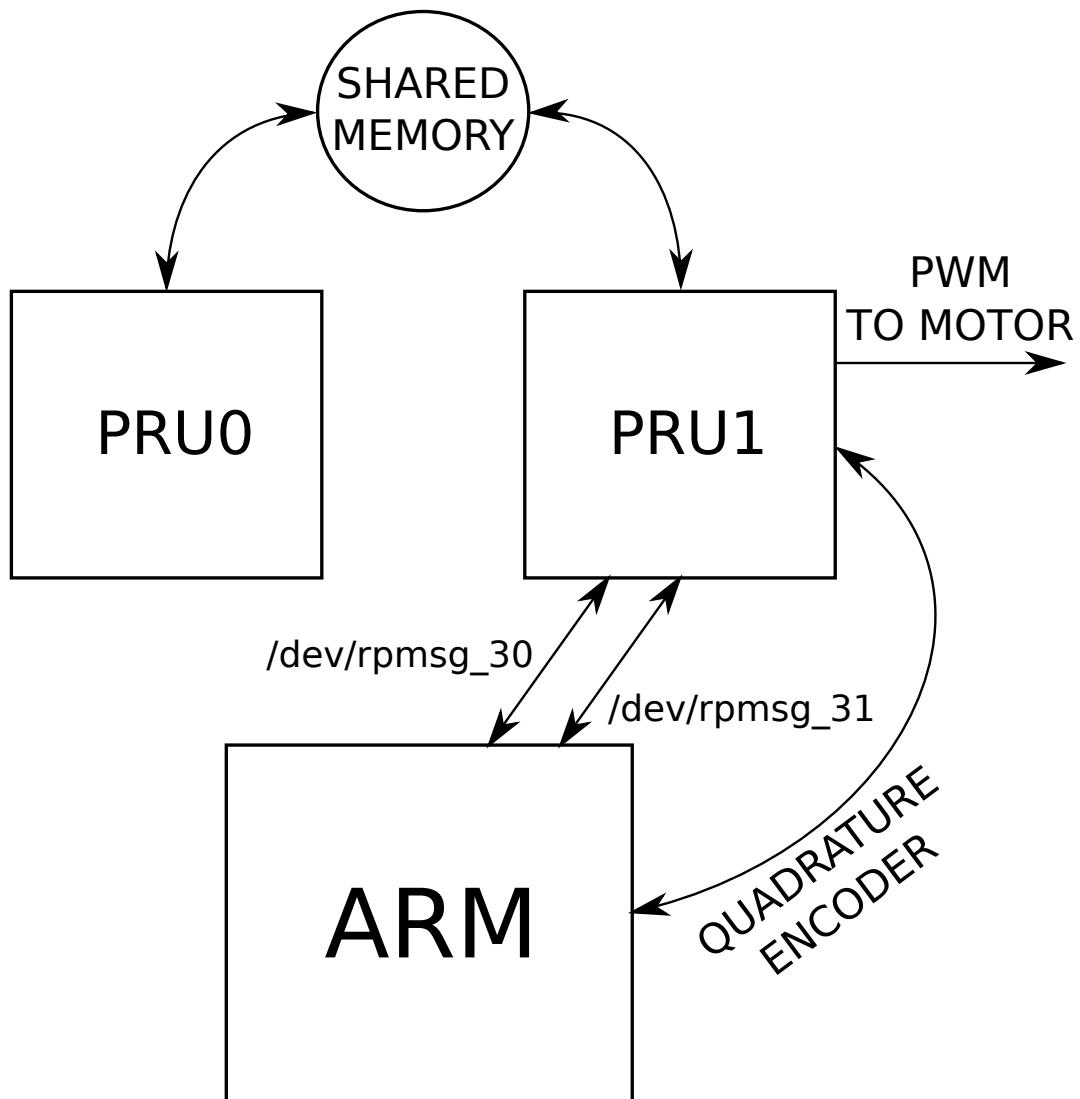 SHARED
MEMORY
PWM
TO MOTOR
PRU0
PRU1
/dev/rpmsg_30
/dev/rpmsg_31
QUADRATURE
ENCODER
ARM